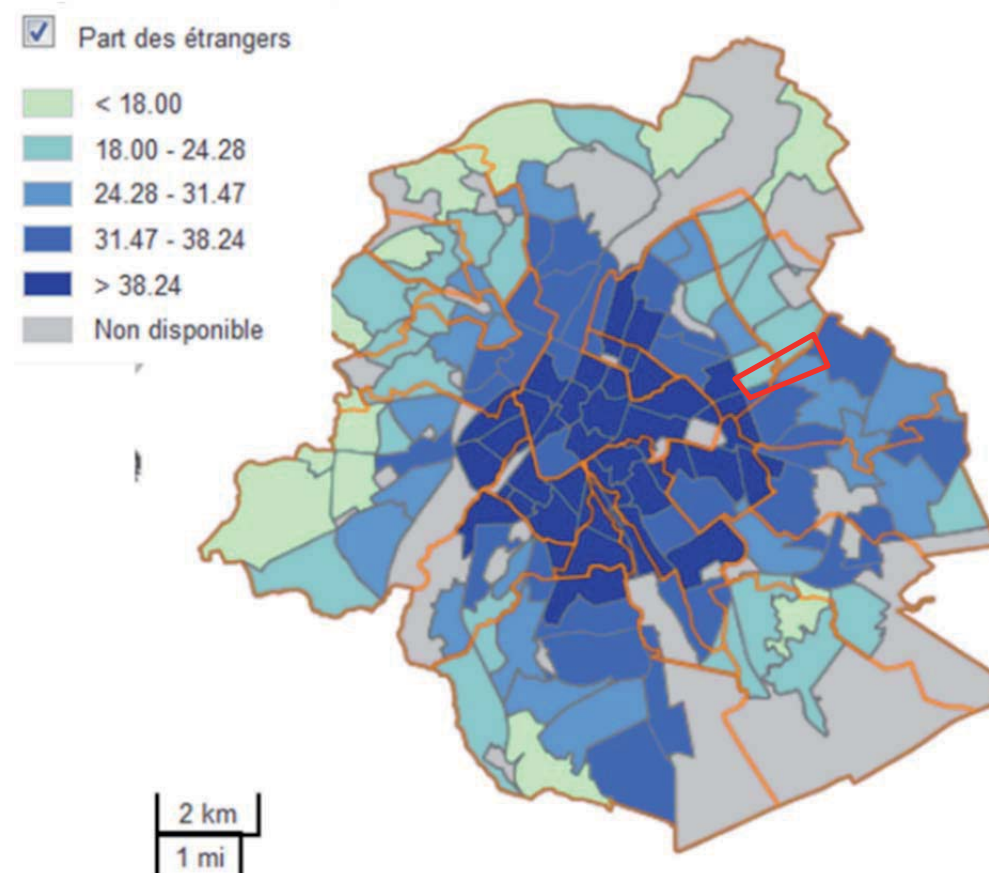 Part des étrangers
< 18.00
18.00 - 24.28
24.28 - 31.47
31.47 - 38.24
> 38.24
Non disponible
2 km
1 mi